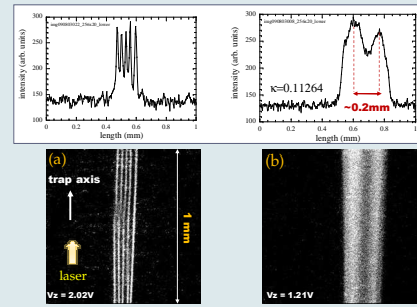 img090803022_256x20_lower
intensity (arb. units)
300
250
200
150
100
0
0.2
0.4
0.6
0.8
1
length (mm)
img090803008_256x20_lower
intensity (arb. units)
300
250
200
150
100
κ=0.11264
~0.2mm
0
0.2
0.4
0.6
0.8
1
length (mm)
(a)
trap axis
1 mm
laser
Vz = 2.02V
(b)
Vz = 1.21V